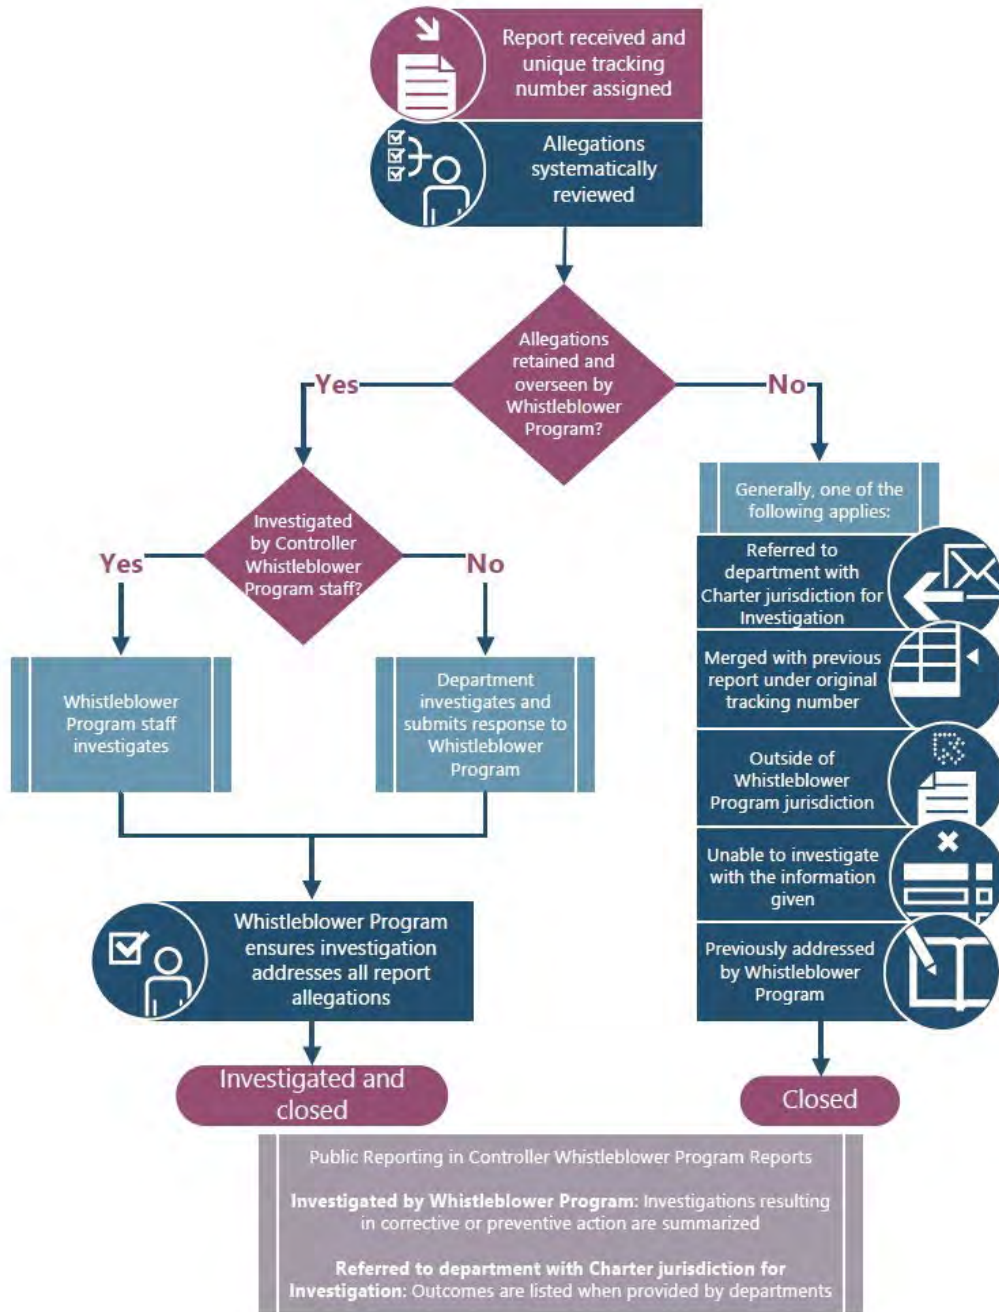 Report received and
unique tracking
number assigned
Allegations
systematically
reviewed
Allegations
retained and
overseen by
Whistleblower
Program?
Yes
No
Investigated
by Controller
Whistleblower
Program staff?
Yes
No
Whistleblower
Program staff
investigates
Department
investigates and
submits response to
Whistleblower
Program
Whistleblower Program
ensures investigation
addresses all report
allegations
Investigated and
closed
Generally, one of the
following applies:
Referred to
department with
Charter jurisdiction for
Investigation
Merged with previous
report under original
tracking number
Outside of
Whistleblower
Program jurisdiction
Unable to investigate
with the information
given
Previously addressed
by Whistleblower
Program
Closed
Public Reporting in Controller Whistleblower Program Reports
Investigated by Whistleblower Program: Investigations resulting
in corrective or preventive action are summarized
Referred to department with Charter jurisdiction for
Investigation: Outcomes are listed when provided by departments